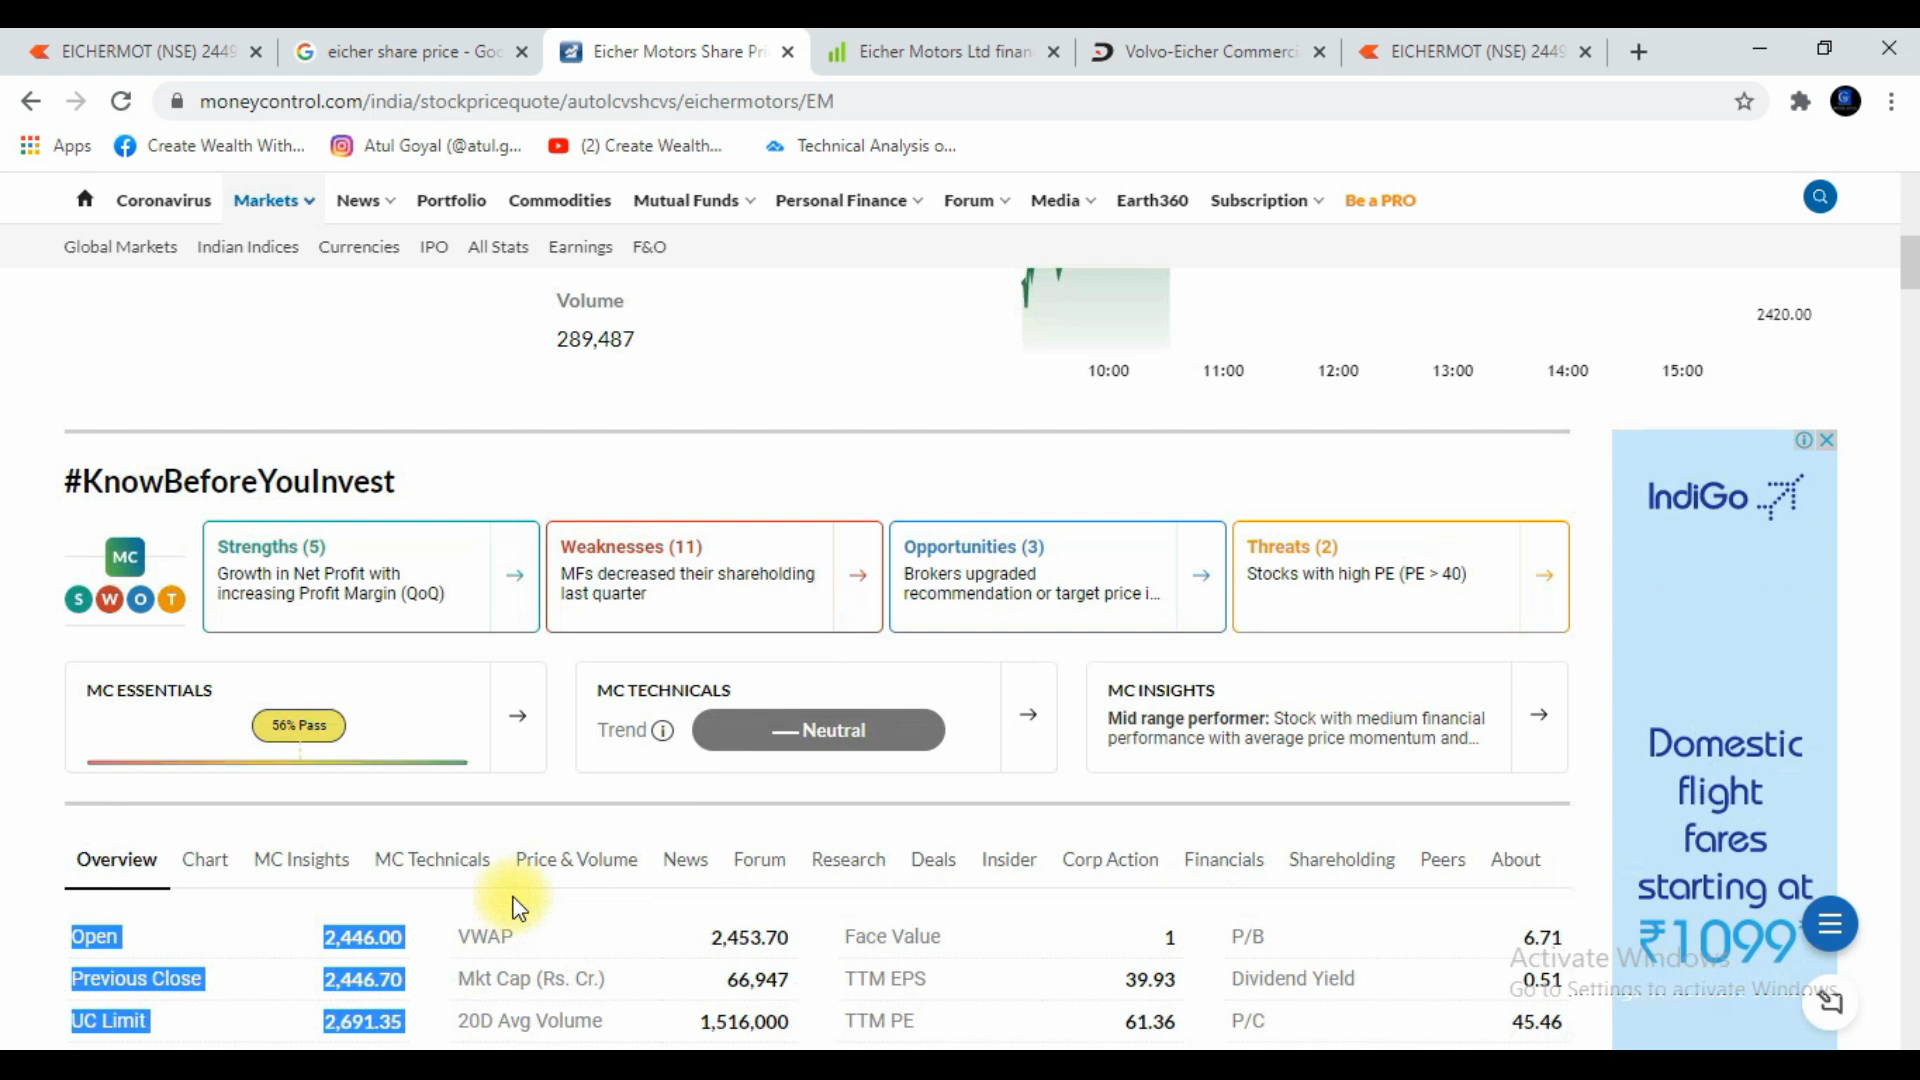 EICHERMOT (NSE) 2449
eicher share price - Goo
Eicher Motors Share Pri
Eicher Motors Ltd finan
Volvo-Eicher Commerci
EICHERMOT (NSE) 2449
moneycontrol.com/india/stockpricequote/autolcvshcvs/eichermotors/EM
Apps
Create Wealth With...
Atul Goyal (@atul.g...
(2) Create Wealth...
Technical Analysis o...
Coronavirus Markets News Portfolio Commodities Mutual Funds Personal Finance Forum Media Earth360 Subscription Be a PRO
Global Markets Indian Indices Currencies IPO All Stats Earnings F&O
Volume
289,487
2420.00
10:00 11:00 12:00 13:00 14:00 15:00
#KnowBeforeYouInvest
MC
S W O T
Strengths (5)
Growth in Net Profit with
increasing Profit Margin (QoQ)
Weaknesses (11)
MFs decreased their shareholding
last quarter
Opportunities (3)
Brokers upgraded
recommendation or target price i...
Threats (2)
Stocks with high PE (PE > 40)
MC ESSENTIALS
56% Pass
MC TECHNICALS
Trend
Neutral
MC INSIGHTS
Mid range performer: Stock with medium financial
performance with average price momentum and...
Overview Chart MC Insights MC Technicals Price & Volume News Forum Research Deals Insider Corp Action Financials Shareholding Peers About
Open 2,446.00 VWAP 2,453.70 Face Value 1 P/B 6.71
Previous Close 2,446.70 Mkt Cap (Rs. Cr.) 66,947 TTM EPS 39.93 Dividend Yield 0.51
UC Limit 2,691.35 20D Avg Volume 1,516,000 TTM PE 61.36 P/C 45.46
IndiGo
Domestic
flight
fares
starting at
₹1099*
Activate Windows
Go to Settings to activate Windows.